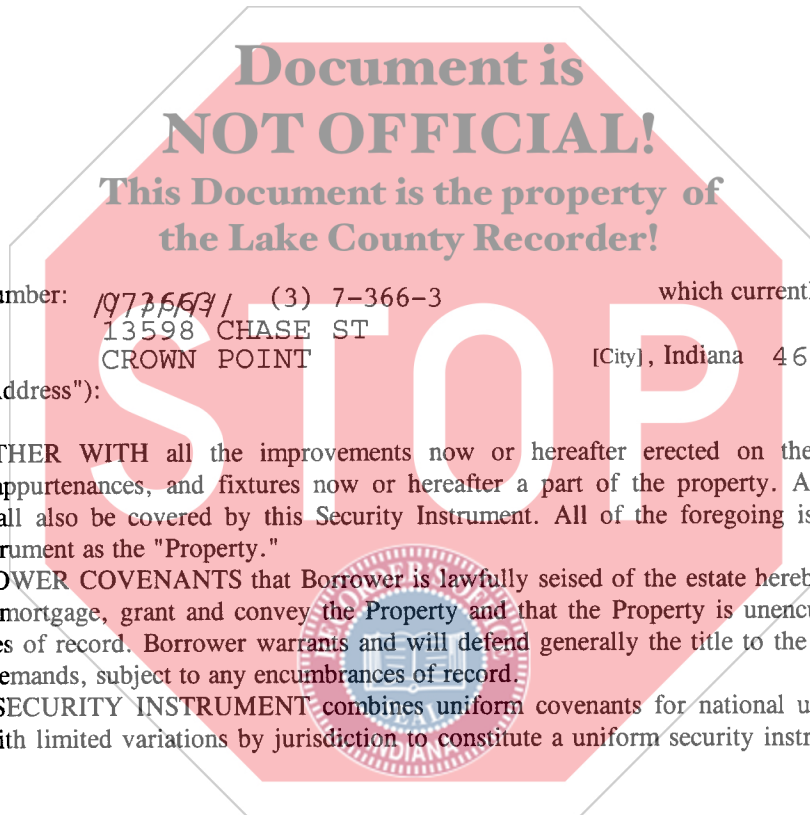 Document is
NOT OFFICIAL!
This Document is the property of
the Lake County Recorder!
umber: (3) 7-366-3 which currentl
13598 CHASE ST
CROWN POINT [City], Indiana 46
ddress"):
THER WITH all the improvements now or hereafter erected on the
appurtenances, and fixtures now or hereafter a part of the property. A
all also be covered by this Security Instrument. All of the foregoing is
rument as the "Property."
OWER COVENANTS that Borrower is lawfully seised of the estate hereb
mortgage, grant and convey the Property and that the Property is unencu
es of record. Borrower warrants and will defend generally the title to the
emands, subject to any encumbrances of record.
SECURITY INSTRUMENT combines uniform covenants for national u
ith limited variations by jurisdiction to constitute a uniform security instr
STOP
RECORDER'S OFFICE
SEAL
INDIANA